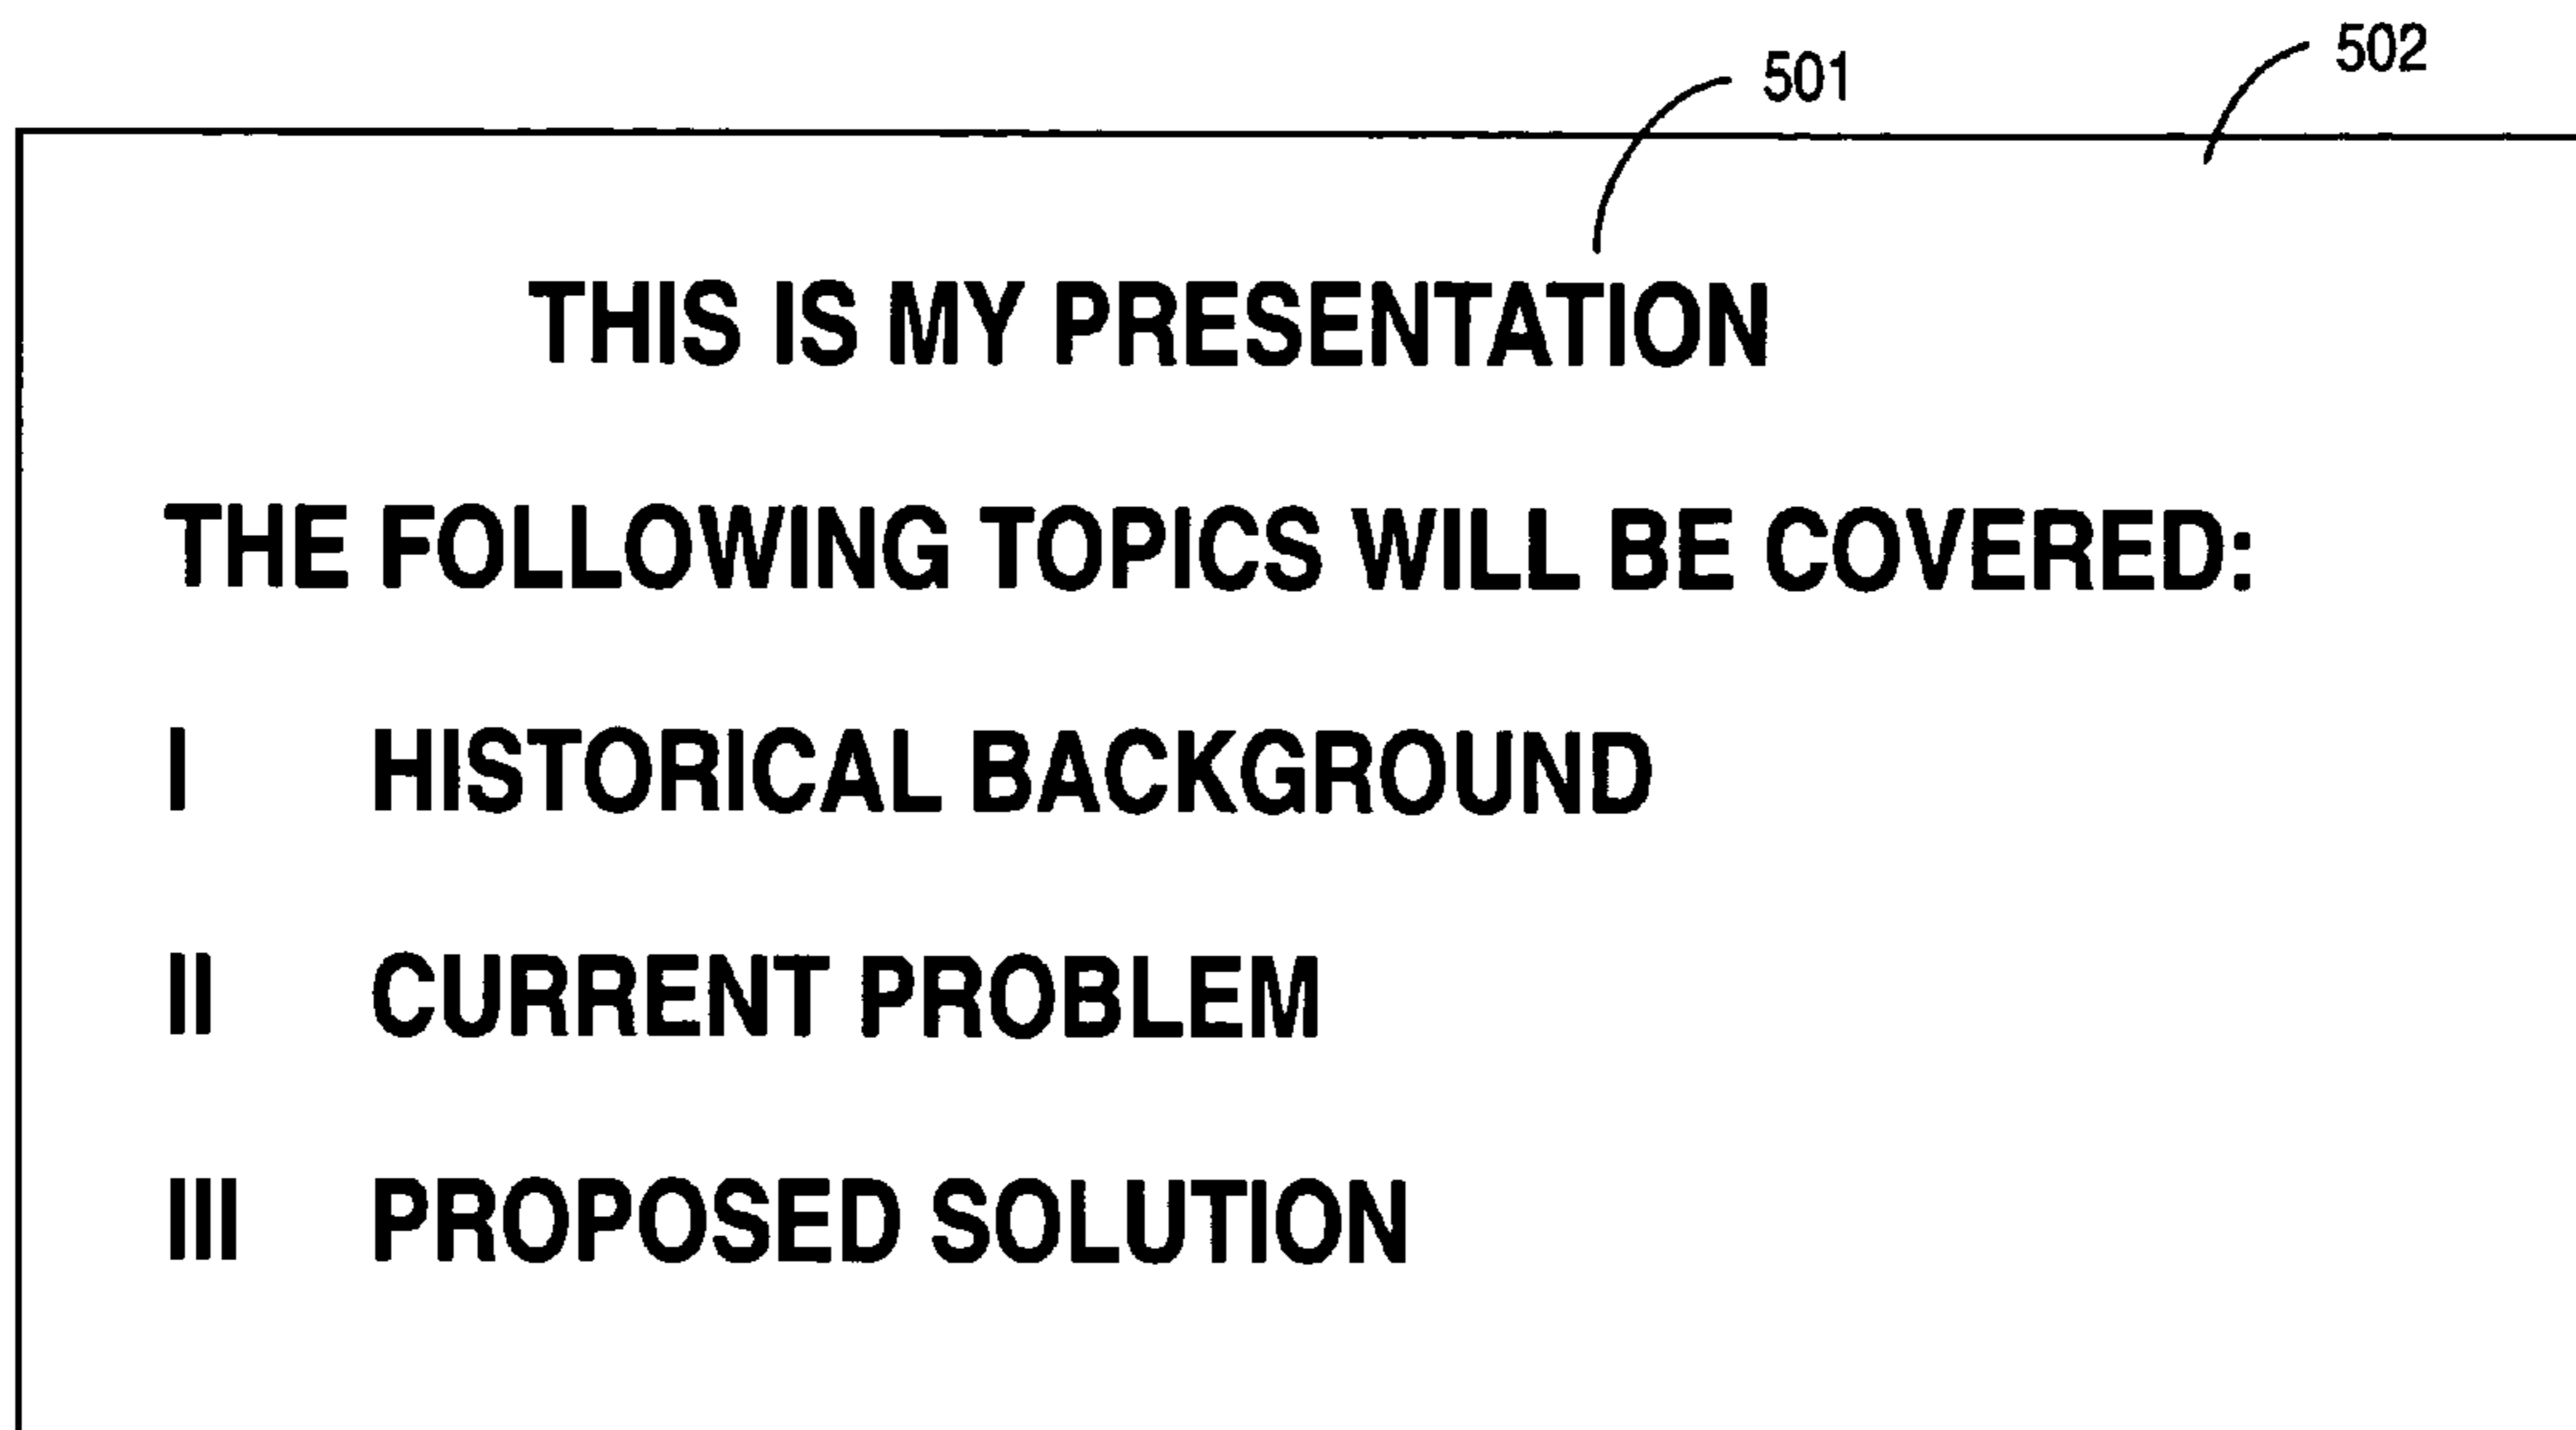 502
501
THIS IS MY PRESENTATION
THE FOLLOWING TOPICS WILL BE COVERED:
I HISTORICAL BACKGROUND
II CURRENT PROBLEM
III PROPOSED SOLUTION